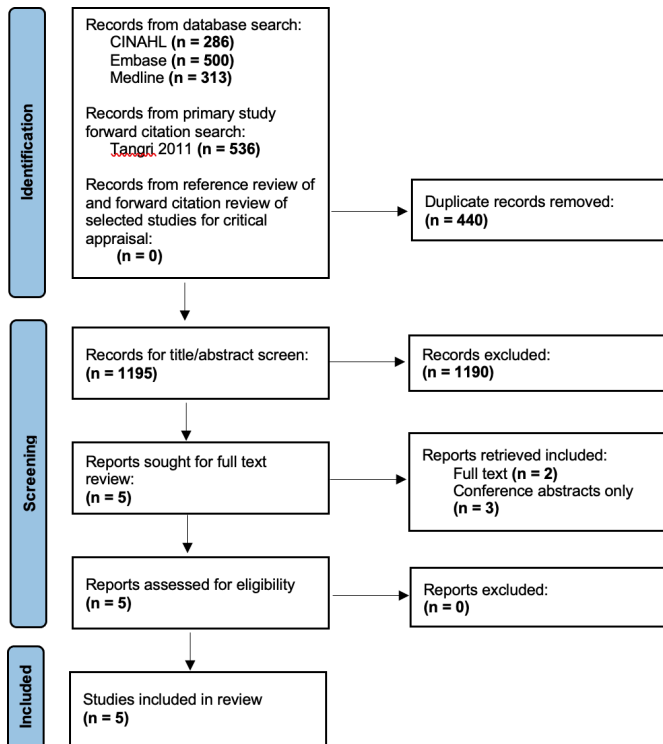 Identification
Records from database search:
CINAHL (n = 286)
Embase (n = 500)
Medline (n = 313)
Records from primary study
forward citation search:
Tangri 2011 (n = 536)
Records from reference review of
and forward citation review of
selected studies for critical
appraisal:
(n = 0)
Duplicate records removed:
(n = 440)
Screening
Records for title/abstract screen:
(n = 1195)
Records excluded:
(n = 1190)
Reports sought for full text
review:
(n = 5)
Reports retrieved included:
Full text (n = 2)
Conference abstracts only
(n = 3)
Reports assessed for eligibility
(n = 5)
Reports excluded:
(n = 0)
Included
Studies included in review
(n = 5)